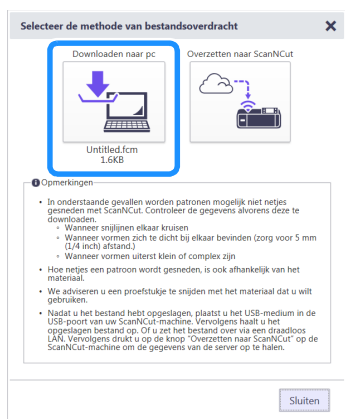 Selecteer de methode van bestandsoverdracht
Downloaden naar pc
Overzetten naar ScanNCut
Untitled.fcm
1.6KB
Opmerkingen
• In onderstaande gevallen worden patronen mogelijk niet netjes
gesneden met ScanNCut. Controleer de gegevens alvorens deze te
downloaden.
◦ Wanneer snijlijnen elkaar kruisen
◦ Wanneer vormen zich te dicht bij elkaar bevinden (zorg voor 5 mm
(1/4 inch) afstand.)
◦ Wanneer vormen uiterst klein of complex zijn
• Hoe netjes een patroon wordt gesneden, is ook afhankelijk van het
materiaal.
• We adviseren u een proefstukje te snijden met het materiaal dat u wilt
gebruiken.
• Nadat u het bestand hebt opgeslagen, plaatst u het USB-medium in de
USB-poort van uw ScanNCut-machine. Vervolgens haalt u het
opgeslagen bestand op. Of u zet het bestand over via een draadloos
LAN. Vervolgens drukt u op de knop "Overzetten naar ScanNCut" op de
ScanNCut-machine om de gegevens van de server op te halen.
Sluiten